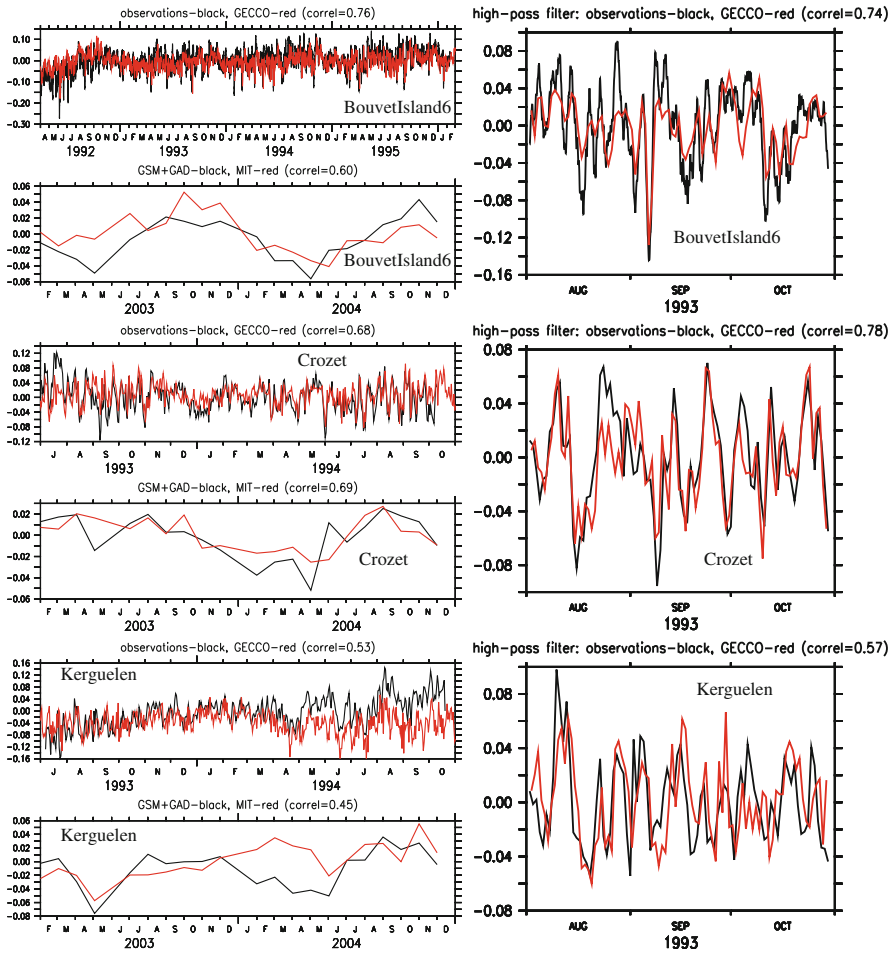 observations-black, GECCO-red (correl=0.76)
0.10
0.00
-0.10
-0.20
-0.30
BouvetIsland6
A M J J A S O N D J F M A M J J A S O N D J F M A M J J A S O N D J F M A M J J A S O N D J F
1992 1993 1994 1995
GSM+GAD-black, MIT-red (correl=0.60)
0.06
0.04
0.02
0.00
-0.02
-0.04
-0.06
BouvetIsland6
F M A M J J A S O N D J F M A M J J A S O N D
2003 2004
high-pass filter: observations-black, GECCO-red (correl=0.74)
0.08
0.04
0.00
-0.04
-0.08
-0.12
-0.16
BouvetIsland6
AUG SEP OCT
1993
observations-black, GECCO-red (correl=0.68)
0.12
0.08
0.04
0.00
-0.04
-0.08
-0.12
Crozet
J A S O N D J F M A M J J A S O N
1993 1994
GSM+GAD-black, MIT-red (correl=0.69)
0.02
0.00
-0.02
-0.04
-0.06
Crozet
F M A M J J A S O N D J F M A M J J A S O N D
2003 2004
high-pass filter: observations-black, GECCO-red (correl=0.78)
0.08
0.04
0.00
-0.04
-0.08
Crozet
AUG SEP OCT
1993
observations-black, GECCO-red (correl=0.53)
0.16
0.12
0.08
0.04
0.00
-0.04
-0.08
-0.12
-0.16
Kerguelen
J A S O N D J F M A M J J A S O
1993 1994
GSM+GAD-black, MIT-red (correl=0.45)
0.06
0.04
0.02
0.00
-0.02
-0.04
-0.06
-0.08
Kerguelen
F M A M J J A S O N D J F M A M J J A S O N D
2003 2004
high-pass filter: observations-black, GECCO-red (correl=0.57)
0.08
0.04
0.00
-0.04
-0.08
Kerguelen
AUG SEP OCT
1993